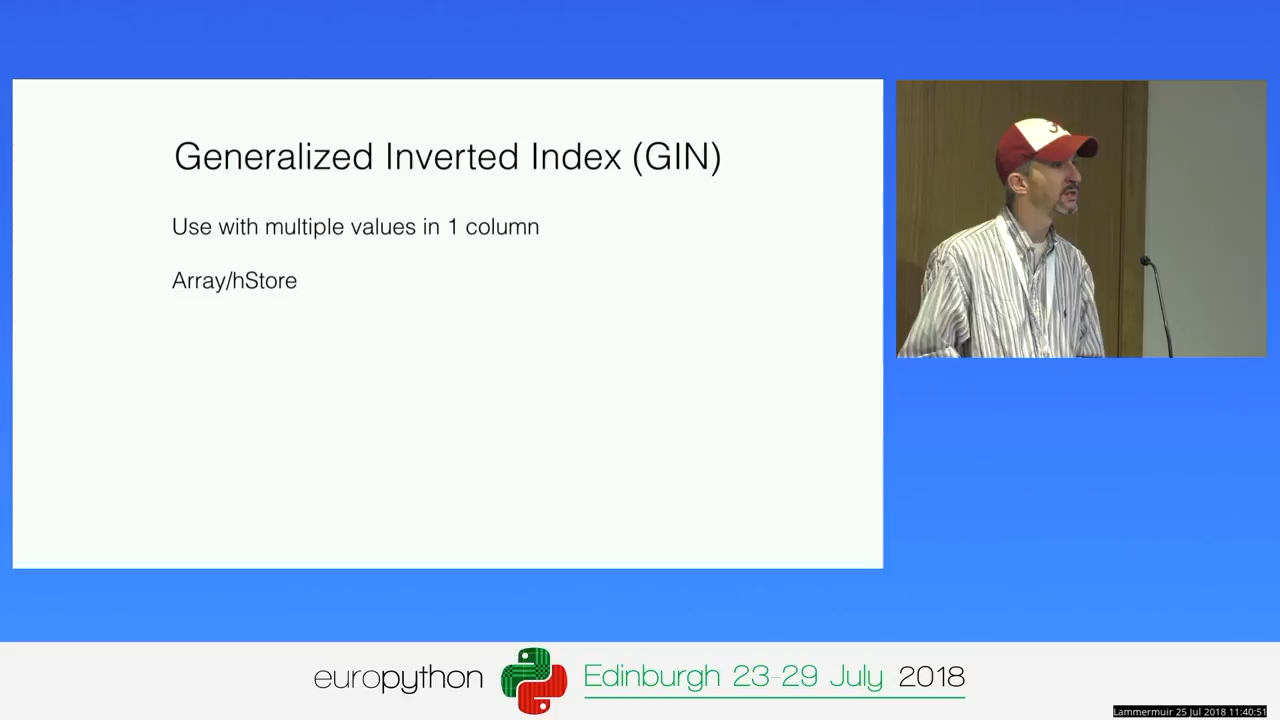 Generalized Inverted Index (GIN)
Use with multiple values in 1 column
Array/hStore
europython
Edinburgh 23-29 July 2018
Lammermuir 25 Jul 2018 11:40:51